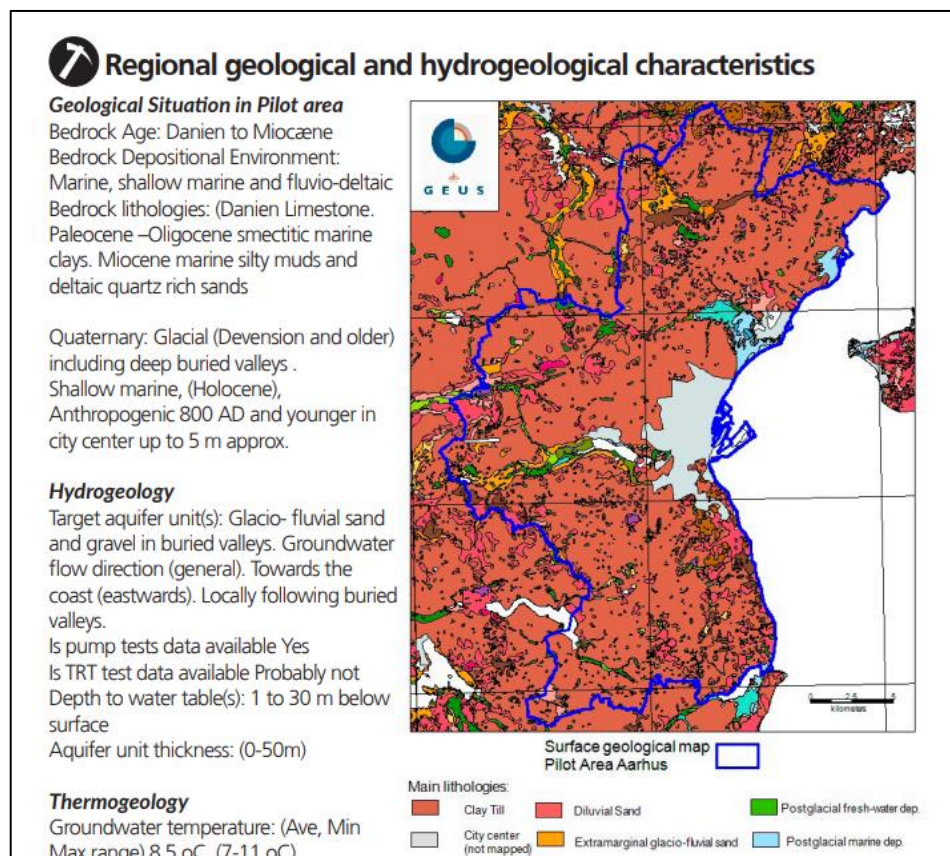 Regional geological and hydrogeological characteristics
Geological Situation in Pilot area
Bedrock Age: Danien to Miocæne
Bedrock Depositional Environment:
Marine, shallow marine and fluvio-deltaic
Bedrock lithologies: (Danien Limestone.
Paleocene –Oligocene smectitic marine
clays. Miocene marine silty muds and
deltaic quartz rich sands
Quaternary: Glacial (Devension and older)
including deep buried valleys .
Shallow marine, (Holocene),
Anthropogenic 800 AD and younger in
city center up to 5 m approx.
Hydrogeology
Target aquifer unit(s): Glacio- fluvial sand
and gravel in buried valleys. Groundwater
flow direction (general). Towards the
coast (eastwards). Locally following buried
valleys.
Is pump tests data available Yes
Is TRT test data available Probably not
Depth to water table(s): 1 to 30 m below
surface
Aquifer unit thickness: (0-50m)
Thermogeology
Groundwater temperature: (Ave, Min
Max range) 8.5 oC (7-11 oC)
GEUS
0 2.5 5
kilometers
Surface geological map
Pilot Area Aarhus
Main lithologies:
Clay Till
Diluvial Sand
Postglacial fresh-water dep.
City center
(not mapped)
Extramarginal glacio-fluvial sand
Postglacial marine dep.